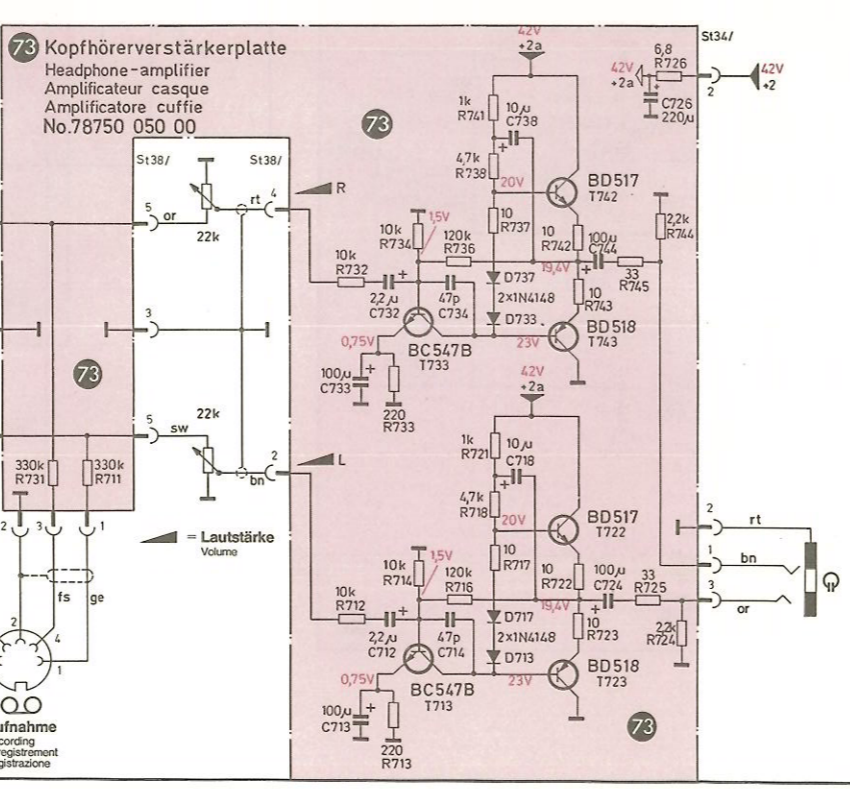 73 Kopfhörerverstärkerplatte
Headphone-amplifier
Amplificateur casque
Amplificatore cuffie
No.78750 050 00
St38/
St38/
5 or
22k
rt 4
R
3
73
5 sw
22k
2
bn
L
330k
R731
330k
R711
2 3 1
= Lautstärke
Volume
fs ge
2
4
1
ufnahme
cording
registrement
gistrazione
73
42V
+2a
1k
R741
10µ
C738
4,7k
R738
20V
BD517
T742
10
R737
10
R742
10k
R734
1,5V
120k
R736
10k
R732
2,2µ
C732
47p
C734
D737
2×1N4148
D733
19,4V
100µ
C744
33
R745
10
R743
2,2k
R744
BD518
T743
23V
0,75V
BC547B
T733
100µ
C733
220
R733
St34/
6,8
R726
42V
+2a
C726
220µ
2
42V
+2
42V
+2a
1k
R721
10µ
C718
4,7k
R718
20V
BD517
T722
10
R717
10
R722
10k
R714
1,5V
120k
R716
10k
R712
2,2µ
C712
47p
C714
D717
2×1N4148
D713
19,4V
100µ
C724
33
R725
10
R723
2,2k
R724
BD518
T723
23V
0,75V
BC547B
T713
100µ
C713
220
R713
73
2 rt
1 bn
3 or